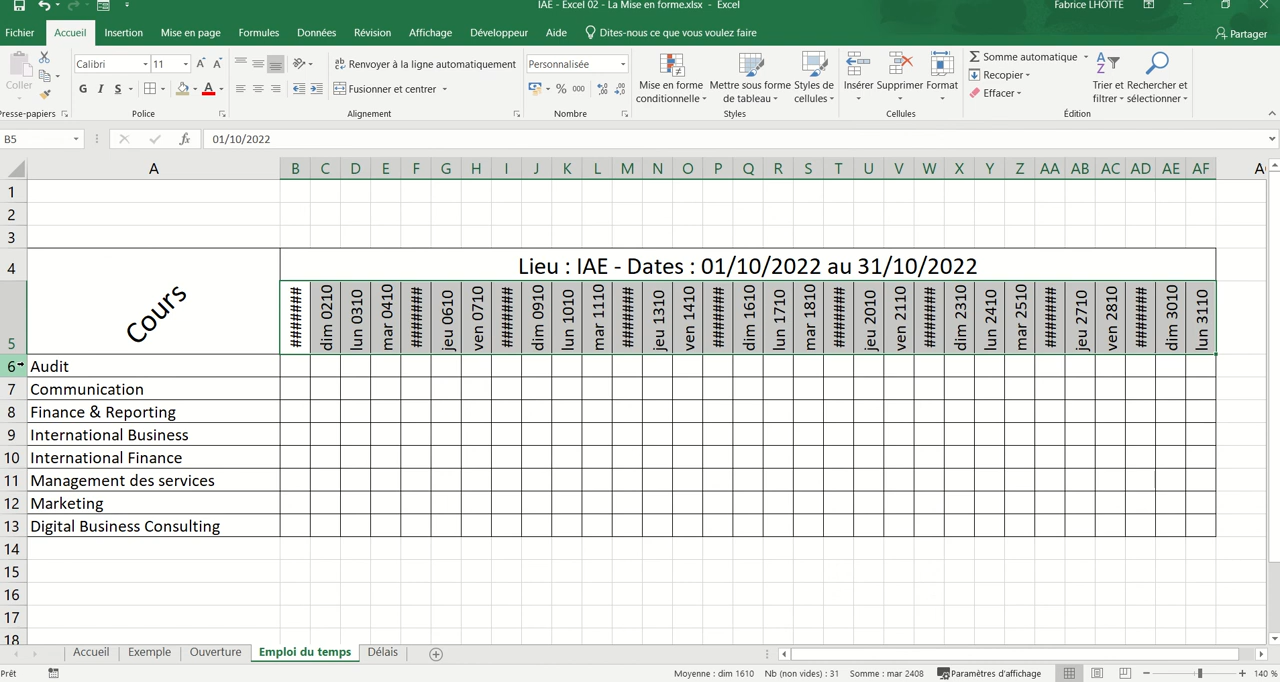 IAE - Excel 02 - La Mise en forme.xlsx - Excel
Fabrice LHOTTE
Fichier Accueil Insertion Mise en page Formules Données Révision Affichage Développeur Aide Dites-nous ce que vous voulez faire Partager
Coller
Calibri 11
Renvoyer à la ligne automatiquement
Personnalisée
G I S
Fusionner et centrer
% 000
Mise en forme conditionnelle
Mettre sous forme de tableau
Styles de cellules
Insérer Supprimer Format
Somme automatique
Recopier
Effacer
Trier et filtrer
Rechercher et sélectionner
Presse-papiers Police Alignement Nombre Styles Cellules Édition
B5 fx 01/10/2022
A B C D E F G H I J K L M N O P Q R S T U V W X Y Z AA AB AC AD AE AF
1
2
3
4 Lieu : IAE - Dates : 01/10/2022 au 31/10/2022
5 Cours ####### dim 0210 lun 0310 mar 0410 ####### jeu 0610 ven 0710 ####### dim 0910 lun 1010 mar 1110 ####### jeu 1310 ven 1410 ####### dim 1610 lun 1710 mar 1810 ####### jeu 2010 ven 2110 ####### dim 2310 lun 2410 mar 2510 ####### jeu 2710 ven 2810 ####### dim 3010 lun 3110
6 Audit
7 Communication
8 Finance & Reporting
9 International Business
10 International Finance
11 Management des services
12 Marketing
13 Digital Business Consulting
14
15
16
17
18
Accueil Exemple Ouverture Emploi du temps Délais
Prêt Moyenne : dim 1610 Nb (non vides) : 31 Somme : mar 2408 Paramètres d'affichage 140 %